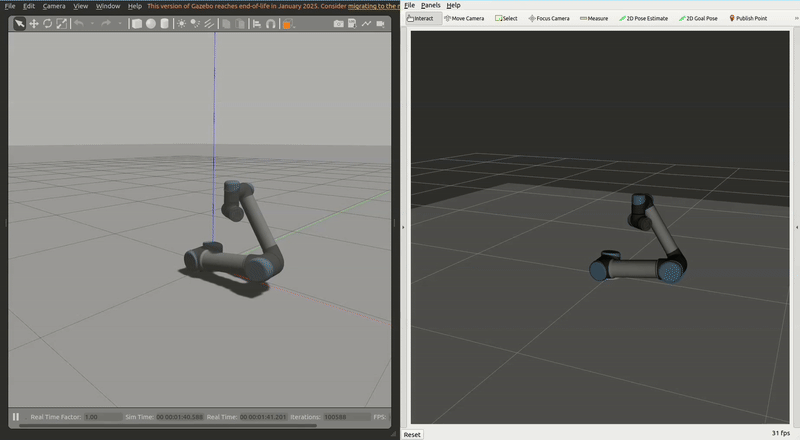 File Edit Camera View Window Help This version of Gazebo reaches end-of-life in January 2025. Consider migrating to the n
File Panels Help
Interact Move Camera Select Focus Camera Measure 2D Pose Estimate 2D Goal Pose Publish Point
Real Time Factor: 1.00 Sim Time: 00 00:01:40.588 Real Time: 00 00:01:41.201 Iterations: 100588 FPS:
Reset 31 fps